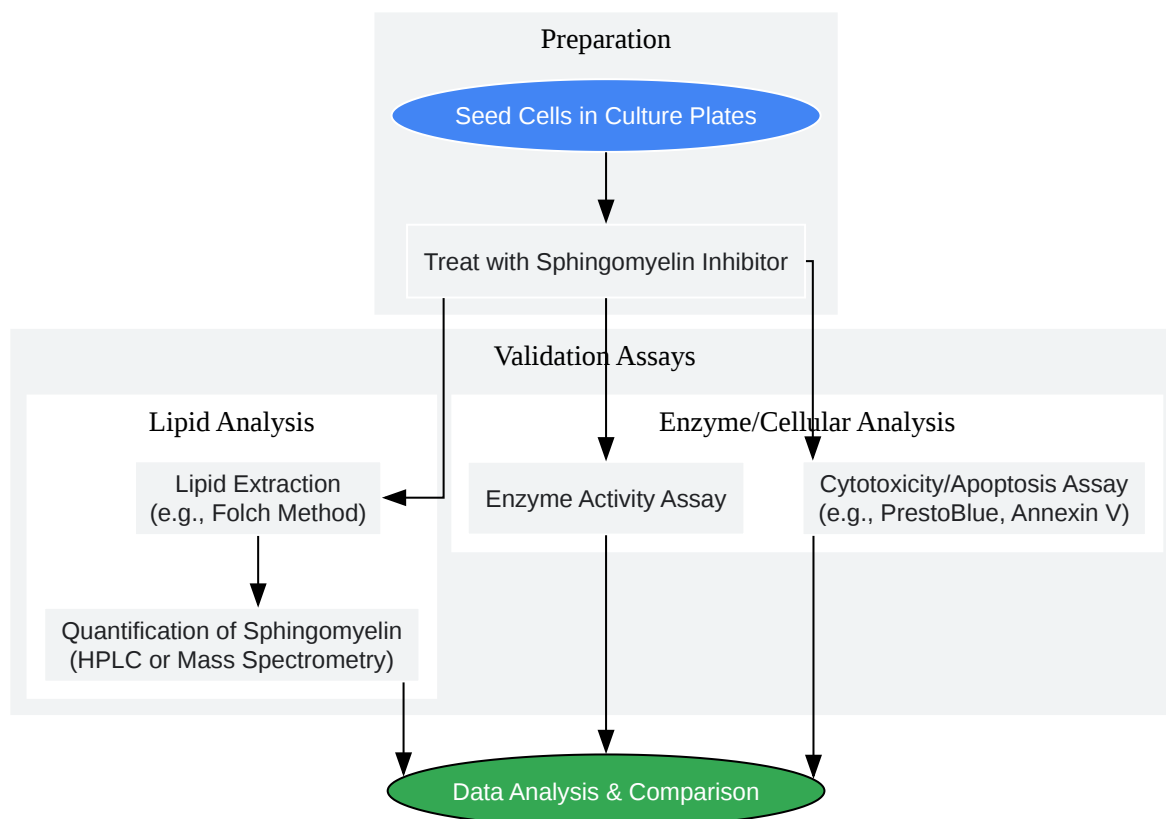 Preparation
Seed Cells in Culture Plates
Treat with Sphingomyelin Inhibitor
Validation Assays
Lipid Analysis
Lipid Extraction
(e.g., Folch Method)
Quantification of Sphingomyelin
(HPLC or Mass Spectrometry)
Enzyme/Cellular Analysis
Enzyme Activity Assay
Cytotoxicity/Apoptosis Assay
(e.g., PrestoBlue, Annexin V)
Data Analysis & Comparison